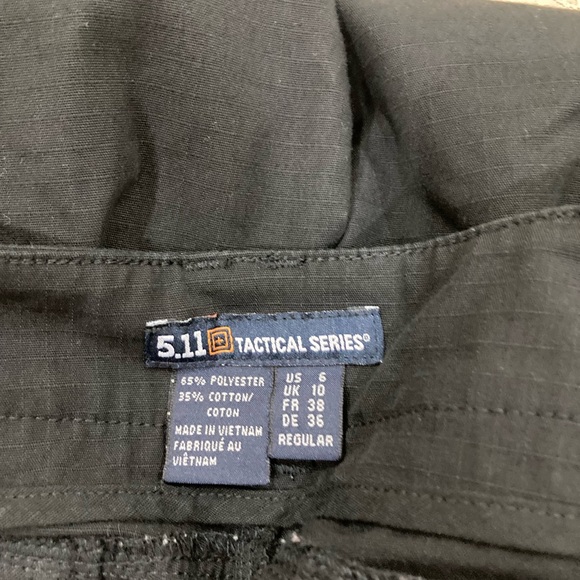 5.11 TACTICAL SERIES®
65% POLYESTER
35% COTTON/
COTON
MADE IN VIETNAM
FABRIQUÉ AU
VIÊTNAM
US 6
UK 10
FR 38
DE 36
REGULAR